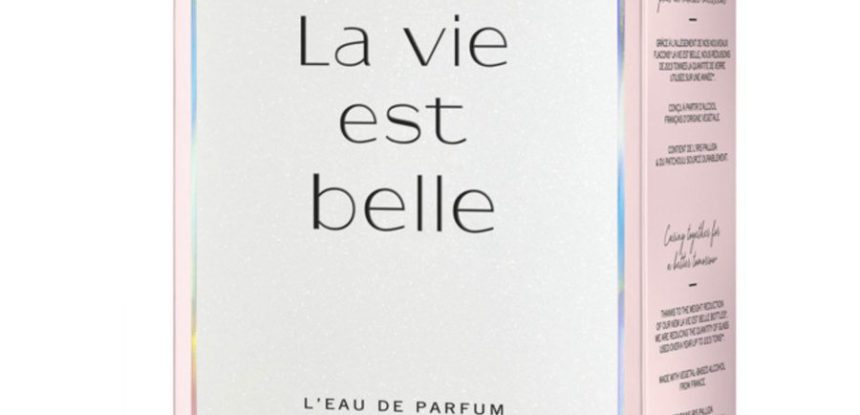 La vie
est
belle
L'EAU DE PARFUM
GRÂCE À L'ALLÈGEMENT DE NOS NOUVEAUX
FLACONS* LA VIE EST BELLE, NOUS RÉDUISONS
DE 223 TONNES LA QUANTITÉ DE VERRE
UTILISÉE SUR UNE ANNÉE**.
CONÇU À PARTIR D'ALCOOL
FRANÇAIS D'ORIGINE VÉGÉTALE.
CONTIENT DE L'IRIS PALLIDA
& DU PATCHOULI SOURCÉ DURABLEMENT.
Caring together for
a better tomorrow
THANKS TO THE WEIGHT REDUCTION
OF OUR NEW LA VIE EST BELLE BOTTLES*
WE ARE REDUCING THE QUANTITY OF GLASS
USED OVER A YEAR UP TO 223 TONS**.
MADE WITH VEGETAL-BASED ALCOHOL
FROM FRANCE.
IRIS PALLIDA